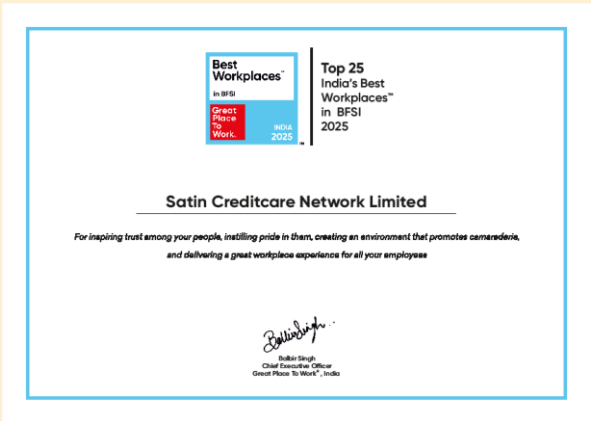 Best
Workplaces™
in BFSI
Great
Place
To
Work.
INDIA
2025
™
Top 25
India's Best
Workplaces™
in BFSI
2025
Satin Creditcare Network Limited
For inspiring trust among your people, instilling pride in them, creating an environment that promotes camaraderie,
and delivering a great workplace experience for all your employees
Balbir Singh
Balbir Singh
Chief Executive Officer
Great Place To Work®, India